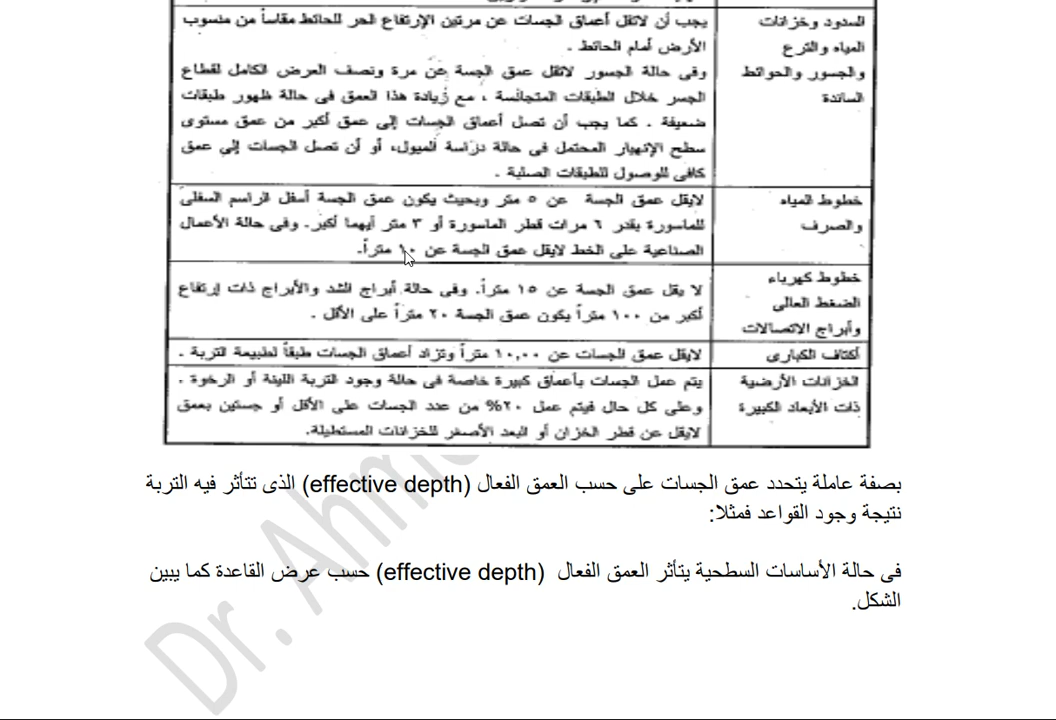 السدود وخزانات
المياه والترع
والجسور والحوائط
الساندة
يجب أن لاتقل أعماق الجسات عن مرتين الإرتفاع الحر للحائط مقاساً من منسوب
الأرض أمام الحائط .
وفى حالة الجسور لاتقل عمق الجسة عن مرة ونصف العرض الكامل لقطاع
الجسر خلال الطبقات المتجانسة ، مع زيادة هذا العمق فى حالة ظهور طبقات
ضعيفة . كما يجب أن تصل أعماق الجسات إلى عمق أكبر من عمق مستوى
سطح الإنهيار المحتمل فى حالة دراسة الميول، أو أن تصل الجسات إلى عمق
كافى للوصول للطبقات الصلبة .
خطوط المياه
والصرف
لايقل عمق الجسة عن ٥ متر وبحيث يكون عمق الجسة أسفل الراسم السفلى
للماسورة بقدر ٦ مرات قطر الماسورة أو ٣ متر أيهما أكبر. وفى حالة الأعمال
الصناعية على الخط لايقل عمق الجسة عن ١٠ متراً.
خطوط كهرباء
الضغط العالى
وأبراج الاتصالات
لا يقل عمق الجسة عن ١٥ متراً. وفى حالة أبراج الشد والأبراج ذات إرتفاع
أكبر من ١٠٠ متراً يكون عمق الجسة ٢٠ متراً على الأقل .
أكتاف الكبارى
لايقل عمق الجسات عن ١٠,٠٠ متراً وتزاد أعماق الجسات طبقاً لطبيعة التربة .
الخزانات الأرضية
ذات الأبعاد الكبيرة
يتم عمل الجسات بأعماق كبيرة خاصة فى حالة وجود التربة اللينة أو الرخوة .
وعلى كل حال فيتم عمل ٢٠% من عدد الجسات على الأقل أو جستين بعمق
لايقل عن قطر الخزان أو البعد الأصغر للخزانات المستطيلة.
بصفة عاملة يتحدد عمق الجسات على حسب العمق الفعال (effective depth) الذى تتأثر فيه التربة
نتيجة وجود القواعد فمثلا:
فى حالة الأساسات السطحية يتأثر العمق الفعال (effective depth) حسب عرض القاعدة كما يبين
الشكل.
Dr. Ahm